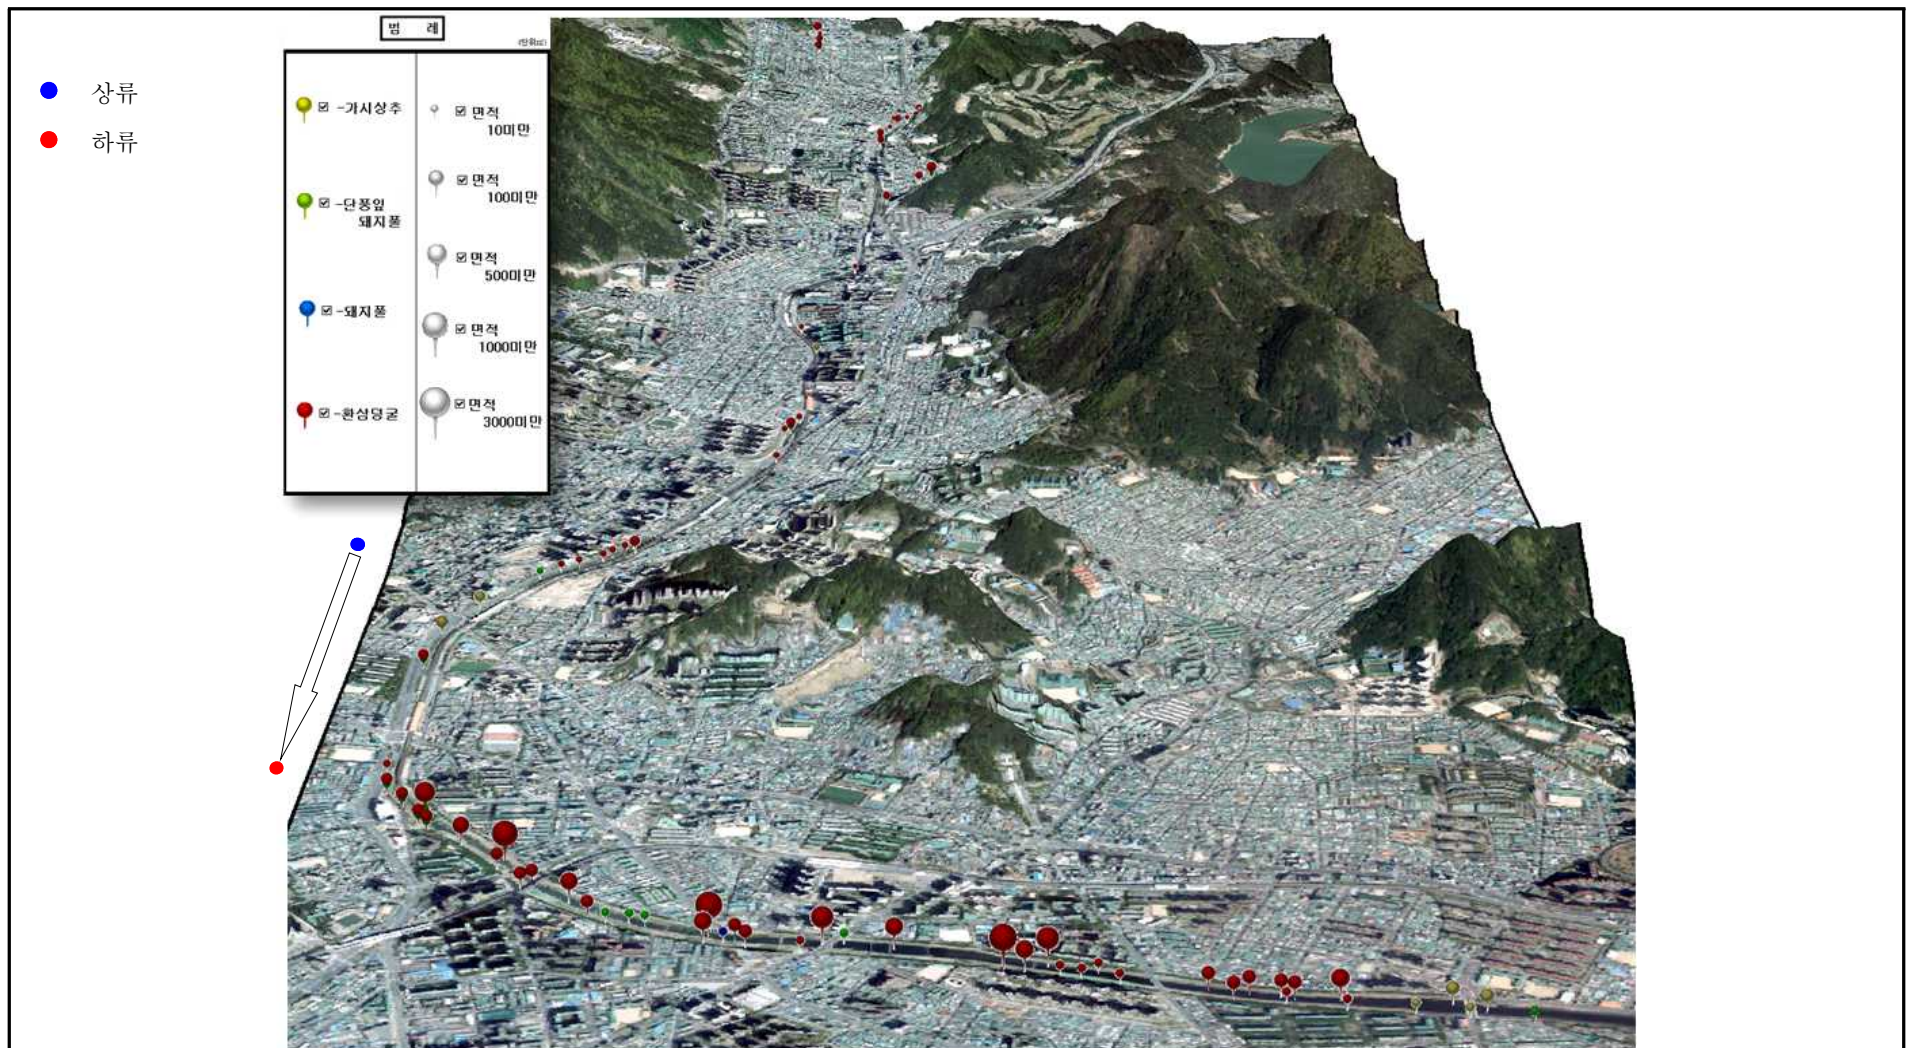 범 례
(단위:㎡)
상류
하류
☑ -가시상추
☑ -단풍잎
돼지풀
☑ -돼지풀
☑ -환삼덩굴
☑ 면적
10미만
☑ 면적
100미만
☑ 면적
500미만
☑ 면적
1000미만
☑ 면적
3000미만